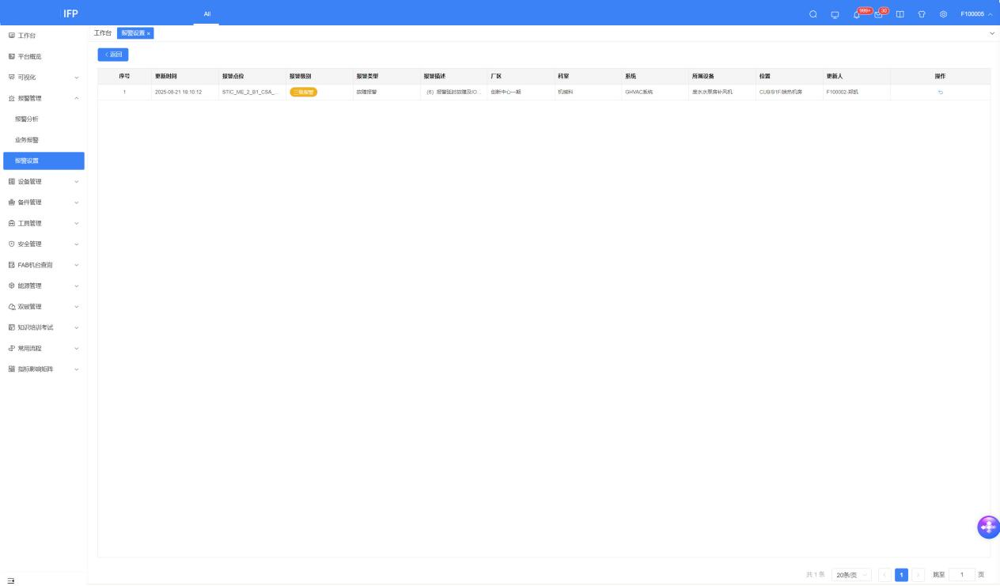 IFP
All
999+
30
F100005
工作台
平台概览
可视化
报警管理
报警分析
业务报警
报警设置
设备管理
备件管理
工具管理
安全管理
FAB机台查询
能源管理
双碳管理
知识培训考试
常用流程
指标影响矩阵
工作台 报警设置 ×
返回
序号 更新时间 报警点位 报警级别 报警类型 报警描述 厂区 科室 系统 所属设备 位置 更新人 操作
1 2025-08-21 18:10:12 STIC_ME_2_B1_CSA_... 三级报警 故障报警 (6) 报警延时故障及IO... 创新中心一期 机械科 GHVAC系统 废水水泵房补风机 CUB/B1F/换热机房 F100002-郑凯
共 1 条 20条/页 1 跳至 1 页